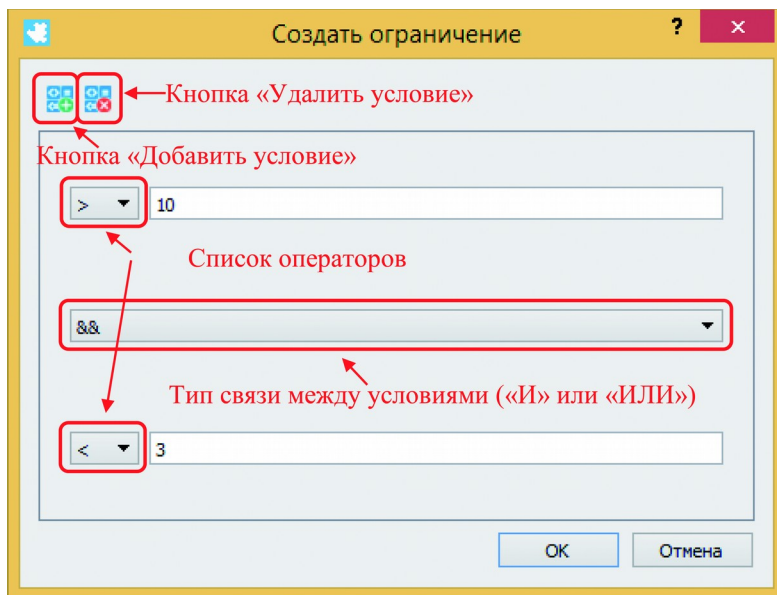 Создать ограничение
?
×
Кнопка «Удалить условие»
Кнопка «Добавить условие»
> 10
Список операторов
&&
Тип связи между условиями («И» или «ИЛИ»)
< 3
OK Отмена